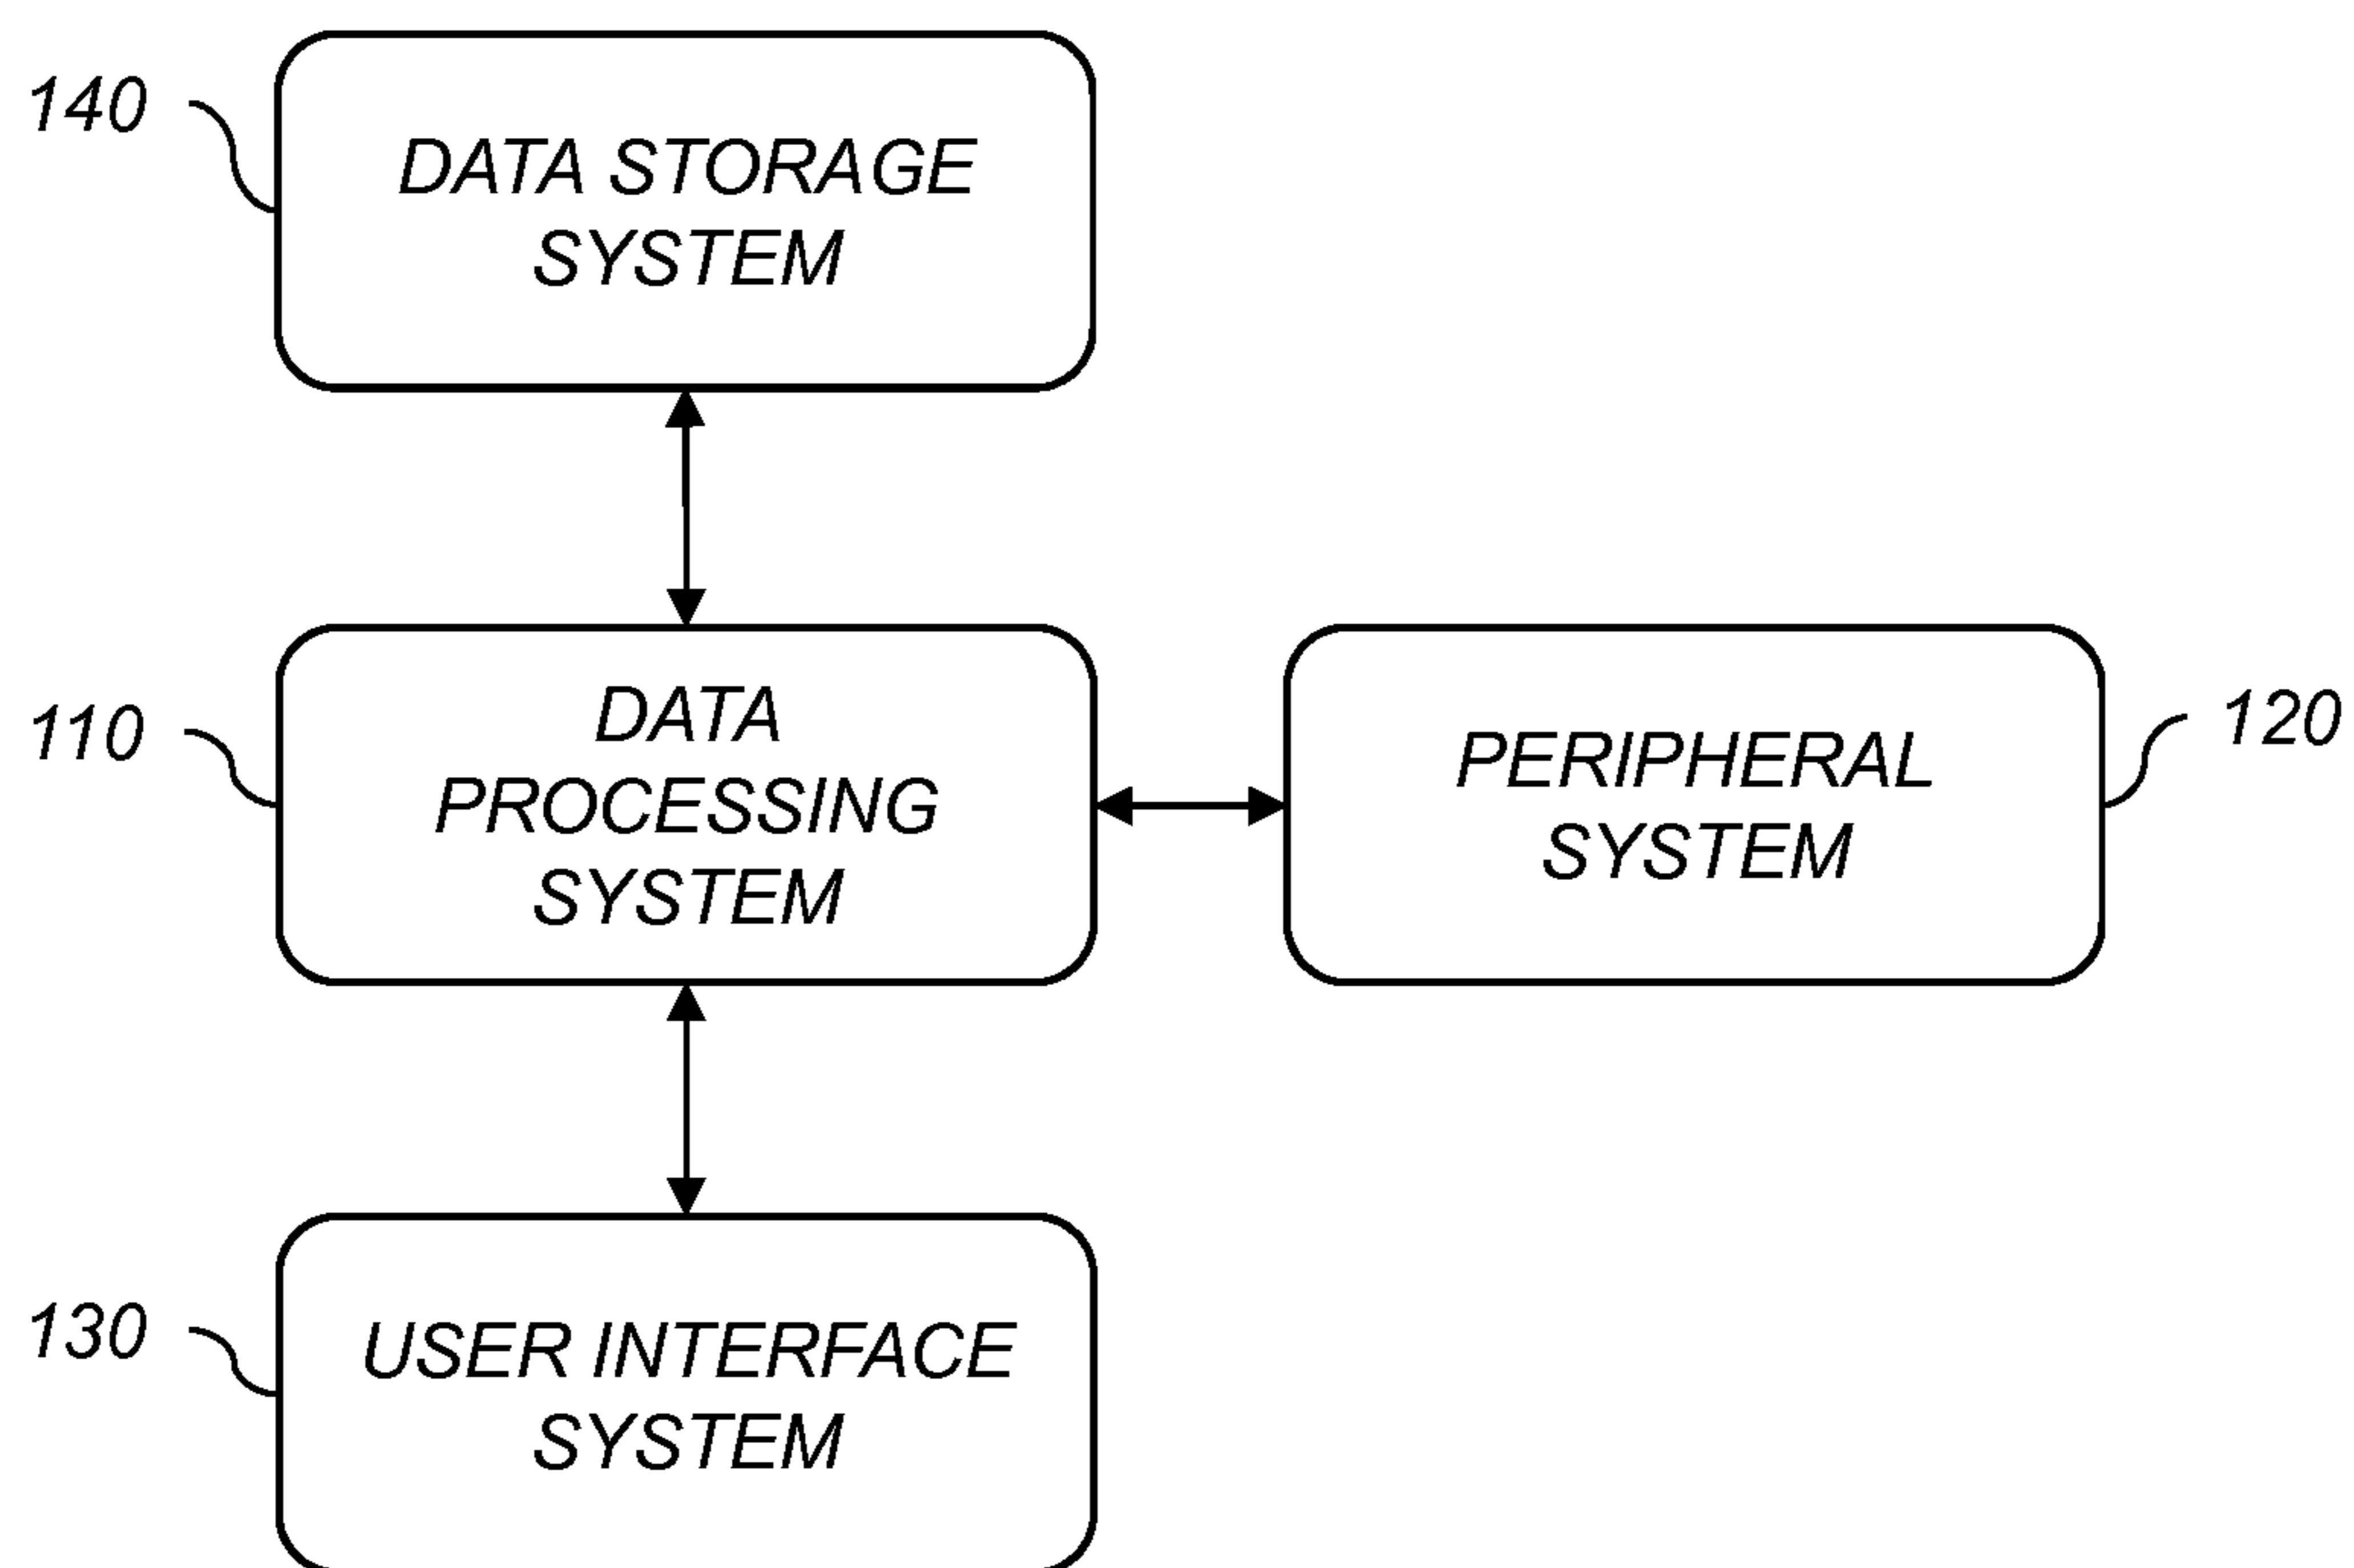 140
DATA STORAGE
SYSTEM
110
DATA
PROCESSING
SYSTEM
PERIPHERAL
SYSTEM
120
130
USER INTERFACE
SYSTEM